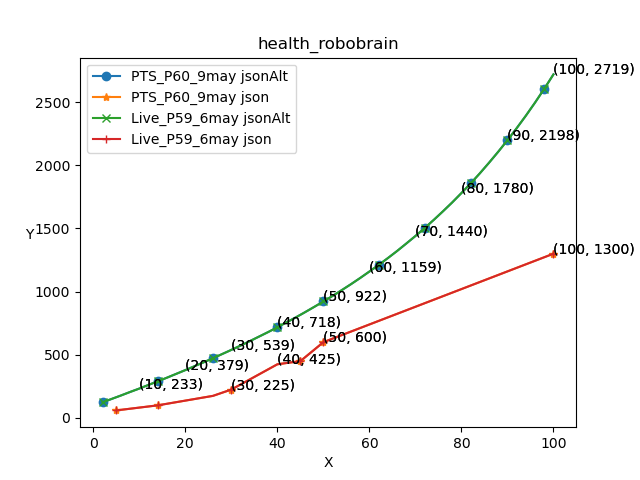 health_robobrain
PTS_P60_9may jsonAlt
PTS_P60_9may json
Live_P59_6may jsonAlt
Live_P59_6may json
(100, 2719)
2500
(90, 2198)
2000
(80, 1780)
1500
(70, 1440)
Y
(100, 1300)
(60, 1159)
1000
(50, 922)
(40, 718)
(50, 600)
(30, 539)
500
(40, 425)
(20, 379)
(10, 233)
(30, 225)
0
0 20 40 60 80 100
X